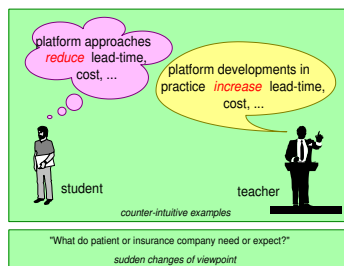 platform approaches
reduce lead-time,
cost, ...
platform developments in
practice increase lead-time,
cost, ...
student
teacher
counter-intuitive examples
"What do patient or insurance company need or expect?"
sudden changes of viewpoint